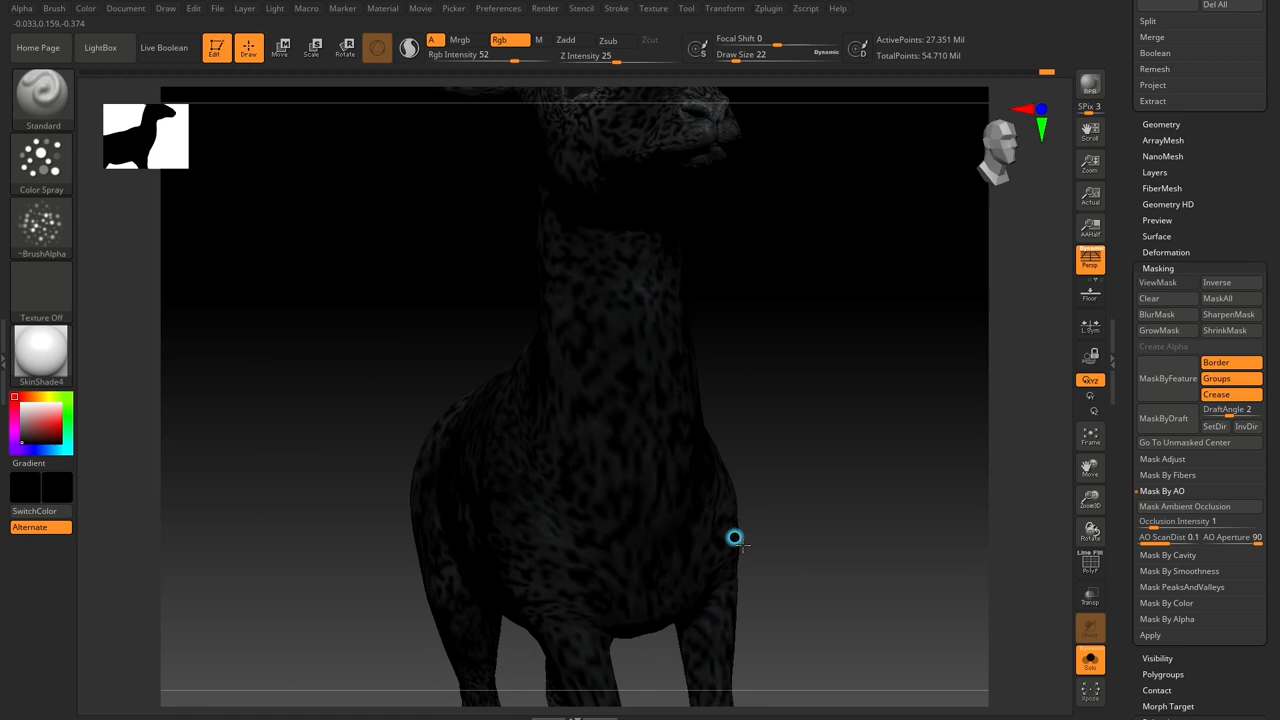 Alpha Brush Color Document Draw Edit File Layer Light Macro Marker Material Movie Picker Preferences Render Stencil Stroke Texture Tool Transform Zplugin Zscript Help
-0.033,0.159,-0.374
Home Page
LightBox
Live Boolean
Edit
Draw
Move
Scale
Rotate
A
Mrgb
Rgb
M
Zadd
Zsub
Zcut
Rgb Intensity 52
Z Intensity 25
S
Focal Shift 0
Draw Size 22
Dynamic
D
ActivePoints: 27.351 Mil
TotalPoints: 54.710 Mil
Standard
Color Spray
~BrushAlpha
Texture Off
SkinShade4
Gradient
SwitchColor
Alternate
BPR
SPix 3
Scroll
Zoom
Actual
AAHalf
Dynamic
Persp
Floor
L.Sym
XYZ
Frame
Move
Zoom3D
Rotate
Line Fill
PolyF
Transp
Ghost
Dynamic
Solo
Xpose
Del All
Split
Merge
Boolean
Remesh
Project
Extract
Geometry
ArrayMesh
NanoMesh
Layers
FiberMesh
Geometry HD
Preview
Surface
Deformation
Masking
ViewMask Inverse
Clear MaskAll
BlurMask SharpenMask
GrowMask ShrinkMask
Create Alpha
MaskByFeature
Border
Groups
Crease
MaskByDraft
DraftAngle 2
SetDir InvDir
Go To Unmasked Center
Mask Adjust
Mask By Fibers
Mask By AO
Mask Ambient Occlusion
Occlusion Intensity 1
AO ScanDist 0.1 AO Aperture 90
Mask By Cavity
Mask By Smoothness
Mask PeaksAndValleys
Mask By Color
Mask By Alpha
Apply
Visibility
Polygroups
Contact
Morph Target